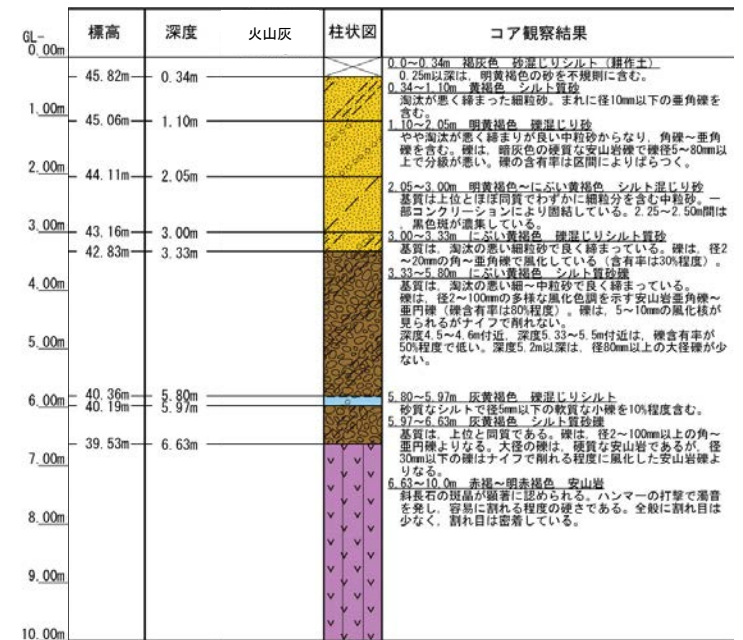 標高 深度 火山灰 柱状図 コア観察結果
GL-
0.00m
0.0～0.34m 褐灰色 砂混じりシルト（耕作土）
0.25m以深は、明黄褐色の砂を不規則に含む。
45.82m 0.34m
0.34～1.10m 黄褐色 シルト質砂
淘汰が悪く締まった細粒砂。まれに径10mm以下の亜角礫を
含む。
1.00m
45.06m 1.10m
1.10～2.05m 明黄褐色 礫混じり砂
やや淘汰が悪く締まりが良い中粒砂からなり、角礫～亜角
礫を含む。礫は、暗灰色の硬質な安山岩礫で礫径5～80mm以
上で分級が悪い。礫の含有率は区間によりばらつく。
2.00m
44.11m 2.05m
2.05～3.00m 明黄褐色～にぶい黄褐色 シルト混じり砂
基質は上位とほぼ同質でわずかに細粒分を含む中粒砂。一
部コンクリーションにより固結している。2.25～2.50m間は
、黒色斑が濃集している。
3.00m
43.16m 3.00m
3.00～3.33m にぶい黄褐色 礫混じりシルト質砂
基質は、淘汰の悪い細粒砂で良く締まっている。礫は、径2
～20mmの角～亜角礫で風化している（含有率は30%程度）。
42.83m 3.33m
3.33～5.80m にぶい黄褐色 シルト質砂礫
基質は、淘汰の悪い細～中粒砂で良く締まっている。
礫は、径2～100mmの多様な風化色調を示す安山岩亜角礫～
亜円礫（礫含有率は80%程度）。礫は、5～10mmの風化核が
見られるがナイフで削れない。
深度4.5～4.6m付近、深度5.33～5.5m付近は、礫含有率が
50%程度で低い。深度5.2m以深は、径80mm以上の大径礫が少
ない。
4.00m
5.00m
40.36m 5.80m
5.80～5.97m 灰黄褐色 礫混じりシルト
砂質なシルトで径5mm以下の軟質な小礫を10%程度含む。
6.00m
40.19m 5.97m
5.97～6.63m 灰黄褐色 シルト質砂礫
基質は、上位と同質である。礫は、径2～100mm以上の角～
亜円礫よりなる。大径の礫は、硬質な安山岩であるが、径
30mm以下の礫はナイフで削れる程度に風化した安山岩礫よ
りなる。
39.53m 6.63m
6.63～10.0m 赤褐～明赤褐色 安山岩
斜長石の斑晶が顕著に認められる。ハンマーの打撃で濁音
を発し、容易に割れる程度の硬さである。全般に割れ目は
少なく、割れ目は密着している。
7.00m
8.00m
9.00m
10.00m